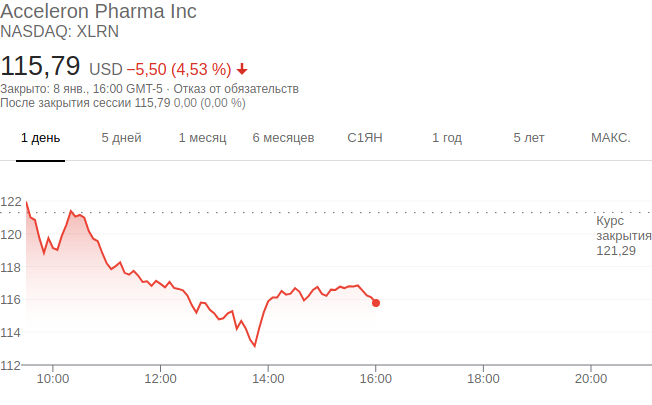 Acceleron Pharma Inc
NASDAQ: XLRN
115,79 USD −5,50 (4,53 %)
Закрыто: 8 янв., 16:00 GMT-5 · Отказ от обязательств
После закрытия сессии 115,79 0,00 (0,00 %)
1 день 5 дней 1 месяц 6 месяцев С1ЯН 1 год 5 лет МАКС.
122
120
118
116
114
112
Курс
закрытия
121,29
10:00 12:00 14:00 16:00 18:00 20:00